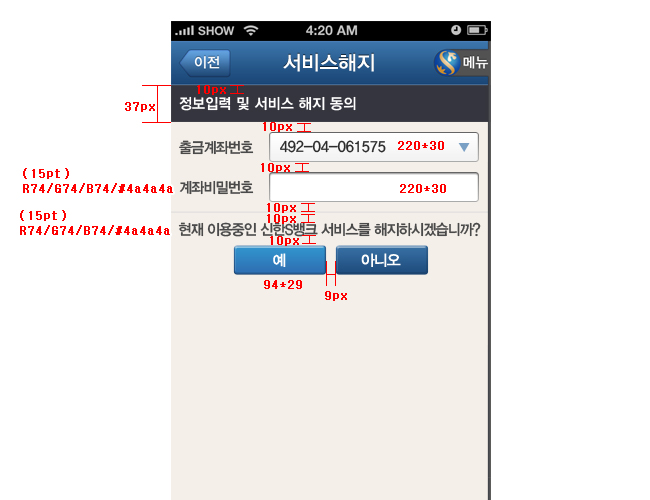 SHOW 4:20 AM
이전 서비스해지 메뉴
10px
37px 정보입력 및 서비스 해지 동의
10px
출금계좌번호 492-04-061575 220*30
10px
(15pt)
R74/G74/B74/#4a4a4a 계좌비밀번호 220*30
10px
(15pt) 10px
R74/G74/B74/#4a4a4a 현재 이용중인 신한S뱅크 서비스를 해지하시겠습니까?
10px
예 아니오
94*29
9px